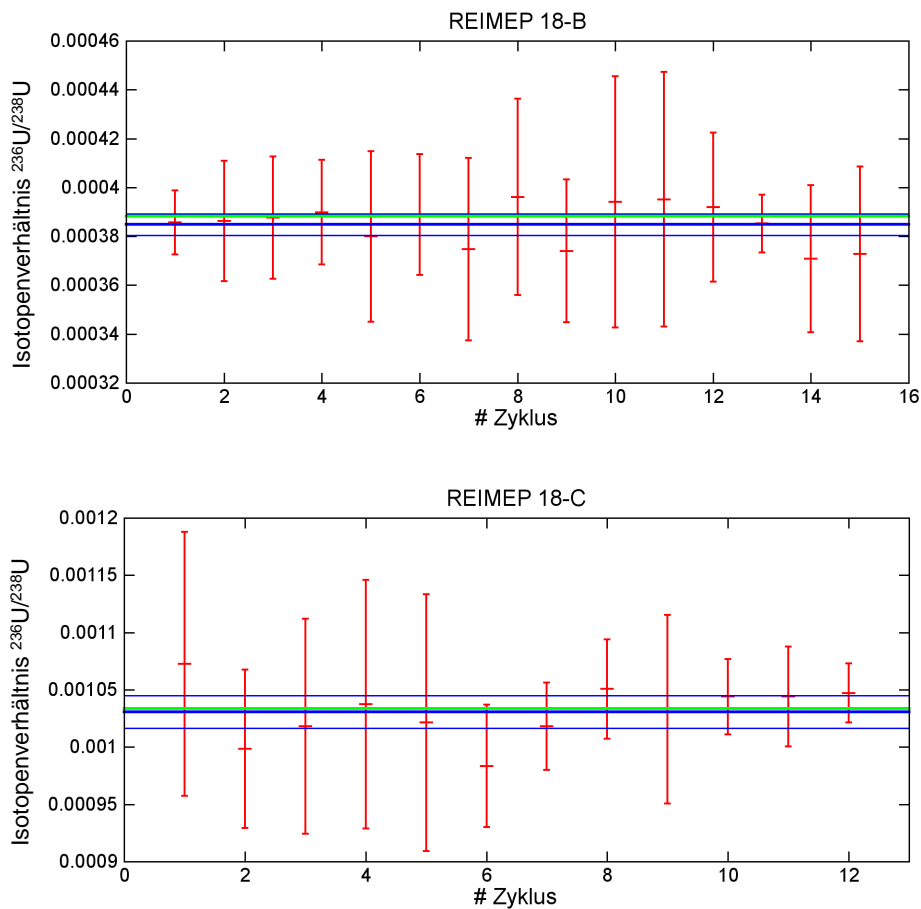 REIMEP 18-B
Isotopenverhältnis ²³⁶U/²³⁸U
0.00046
0.00044
0.00042
0.0004
0.00038
0.00036
0.00034
0.00032
0 2 4 6 8 10 12 14 16
# Zyklus
REIMEP 18-C
Isotopenverhältnis ²³⁶U/²³⁸U
0.0012
0.00115
0.0011
0.00105
0.001
0.00095
0.0009
0 2 4 6 8 10 12
# Zyklus